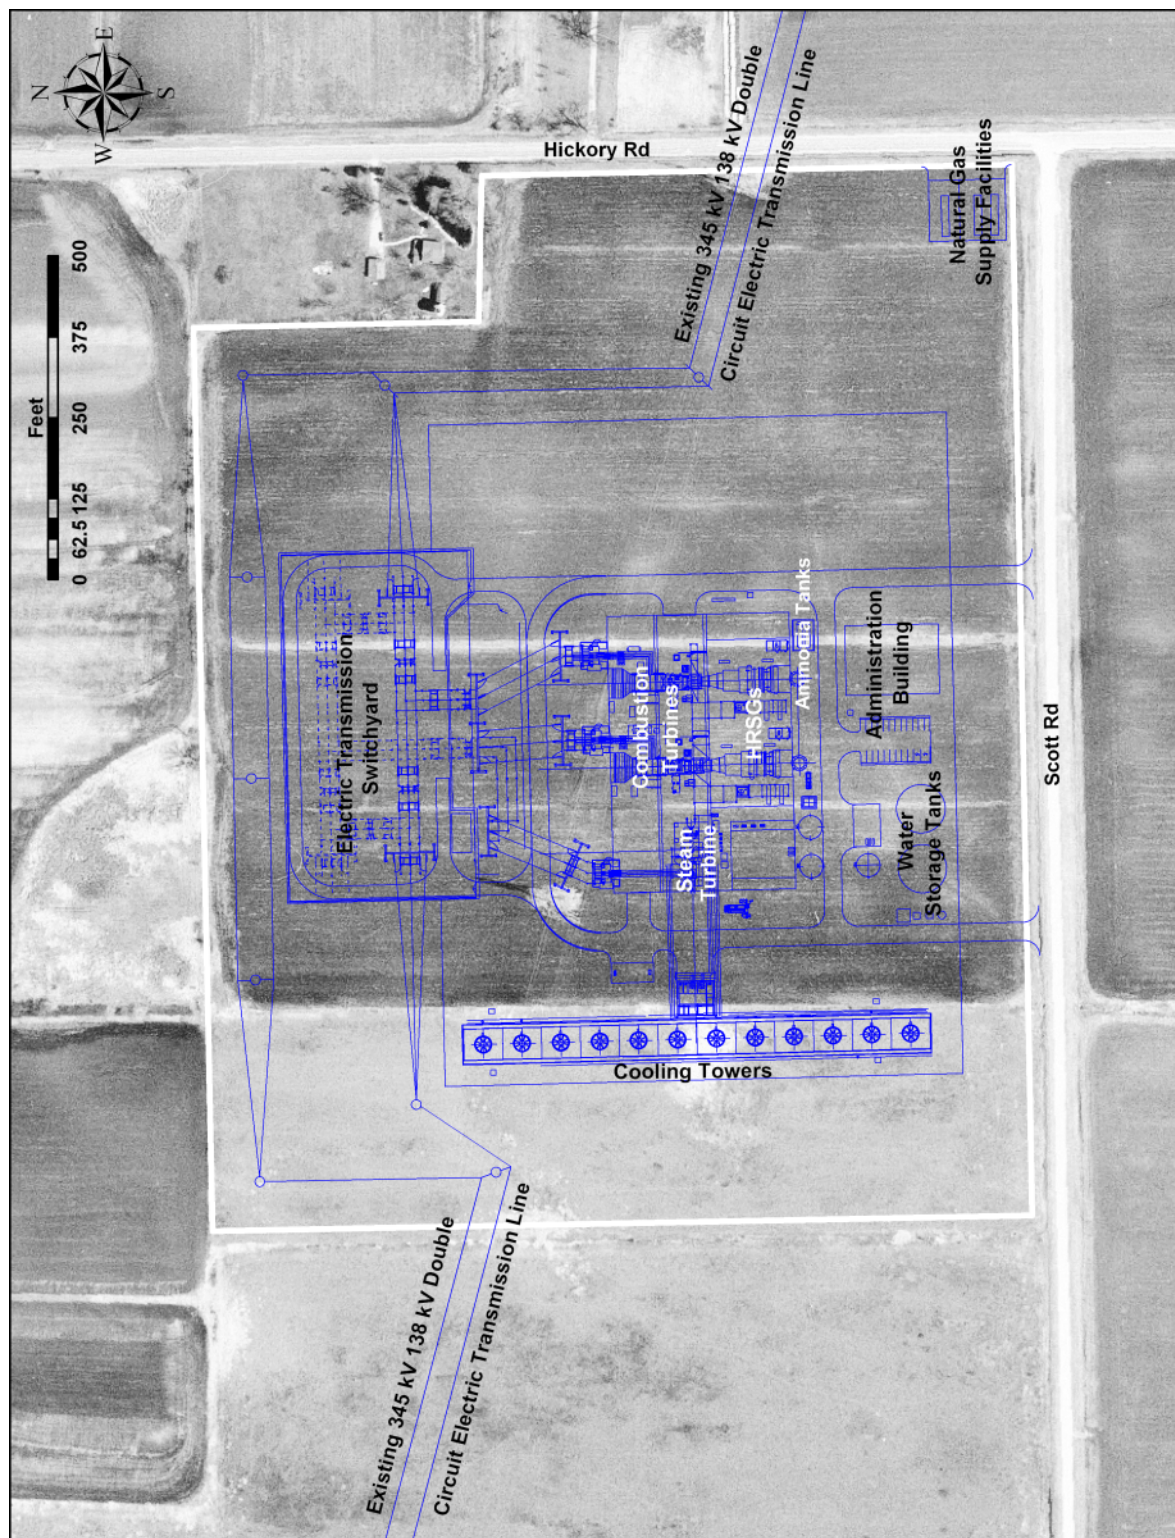 E
N
S
W
Hickory Rd
Existing 345 kV 138 kV Double
Circuit Electric Transmission Line
Natural Gas
Supply Facilities
Feet
0 62.5 125 250 375 500
Electric Transmission
Switchyard
Combustion
Turbines
HRSGs
Ammonia Tanks
Administration
Building
Scott Rd
Steam
Turbine
Water
Storage Tanks
Cooling Towers
Existing 345 kV 138 kV Double
Circuit Electric Transmission Line